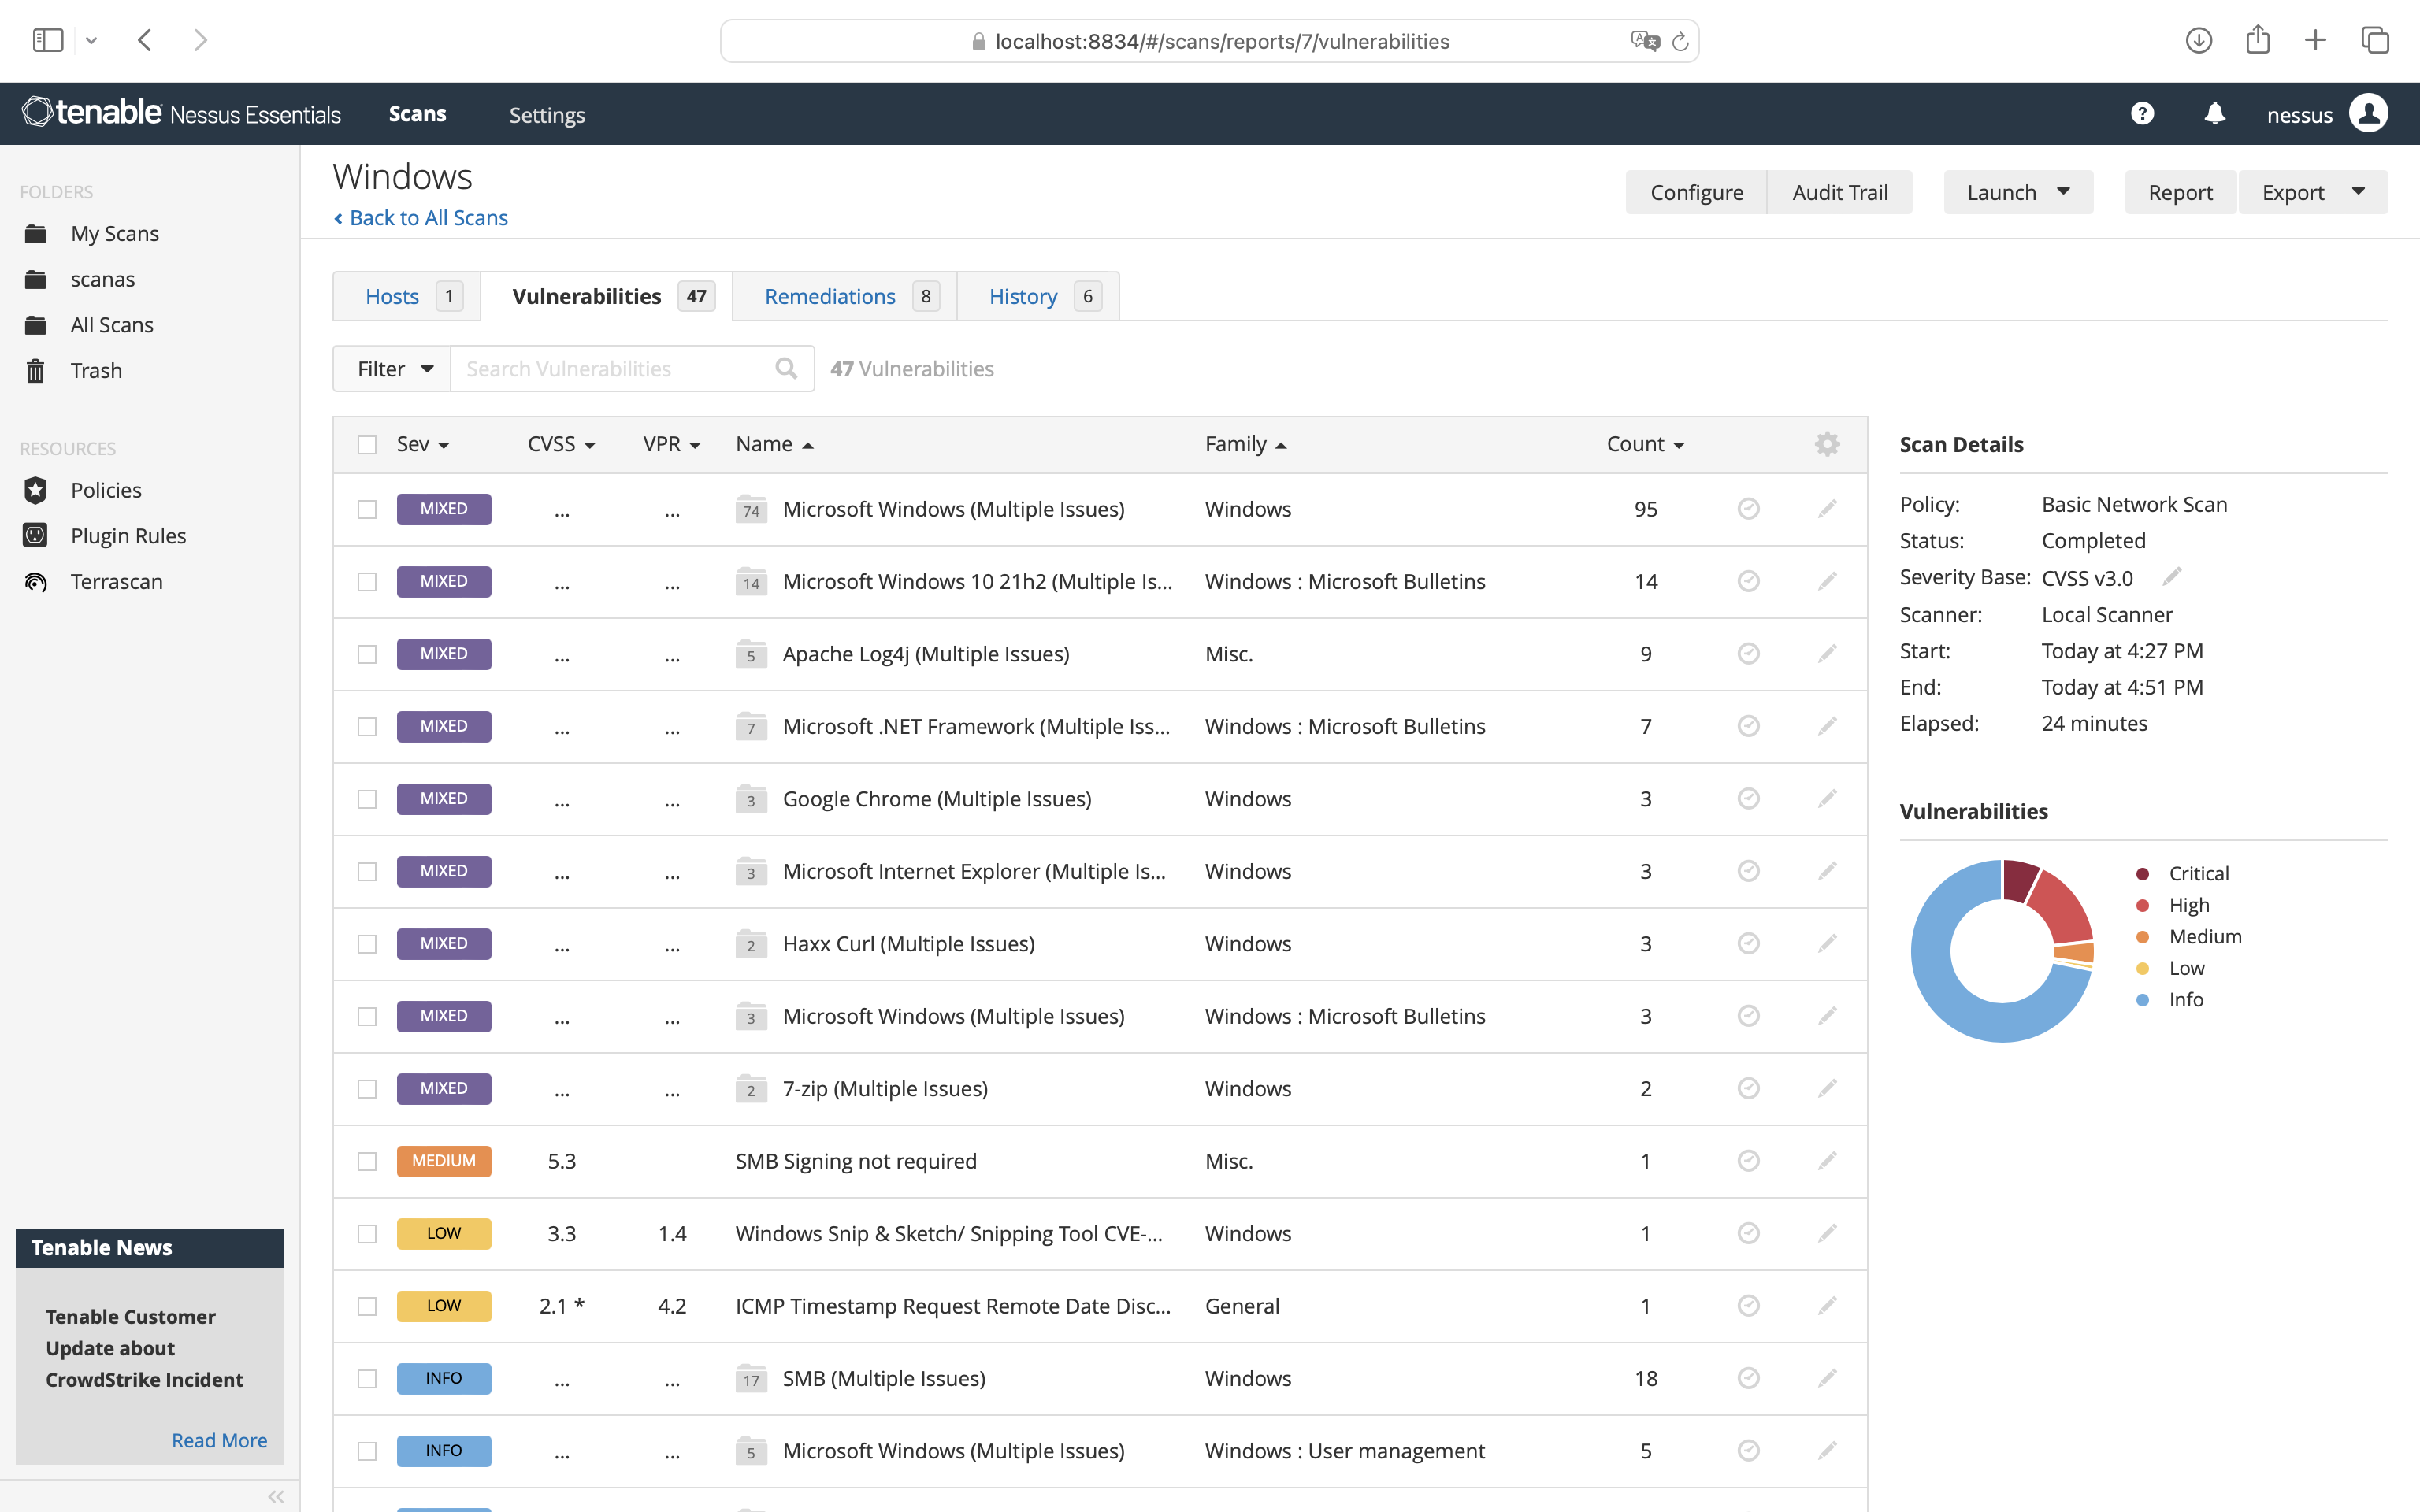 localhost:8834/#/scans/reports/7/vulnerabilities
tenable Nessus Essentials
Scans
Settings
?
nessus
FOLDERS
My Scans
scanas
All Scans
Trash
RESOURCES
Policies
Plugin Rules
Terrascan
Tenable News
Tenable Customer
Update about
CrowdStrike Incident
Read More
Windows
Back to All Scans
Configure
Audit Trail
Launch
Report
Export
Hosts 1
Vulnerabilities 47
Remediations 8
History 6
Filter
Search Vulnerabilities
47 Vulnerabilities
Sev CVSS VPR Name Family Count
MIXED ... ... 74 Microsoft Windows (Multiple Issues) Windows 95
MIXED ... ... 14 Microsoft Windows 10 21h2 (Multiple Is... Windows : Microsoft Bulletins 14
MIXED ... ... 5 Apache Log4j (Multiple Issues) Misc. 9
MIXED ... ... 7 Microsoft .NET Framework (Multiple Iss... Windows : Microsoft Bulletins 7
MIXED ... ... 3 Google Chrome (Multiple Issues) Windows 3
MIXED ... ... 3 Microsoft Internet Explorer (Multiple Is... Windows 3
MIXED ... ... 2 Haxx Curl (Multiple Issues) Windows 3
MIXED ... ... 3 Microsoft Windows (Multiple Issues) Windows : Microsoft Bulletins 3
MIXED ... ... 2 7-zip (Multiple Issues) Windows 2
MEDIUM 5.3 SMB Signing not required Misc. 1
LOW 3.3 1.4 Windows Snip & Sketch/ Snipping Tool CVE-... Windows 1
LOW 2.1 * 4.2 ICMP Timestamp Request Remote Date Disc... General 1
INFO ... ... 17 SMB (Multiple Issues) Windows 18
INFO ... ... 5 Microsoft Windows (Multiple Issues) Windows : User management 5
Scan Details
Policy: Basic Network Scan
Status: Completed
Severity Base: CVSS v3.0
Scanner: Local Scanner
Start: Today at 4:27 PM
End: Today at 4:51 PM
Elapsed: 24 minutes
Vulnerabilities
Critical
High
Medium
Low
Info